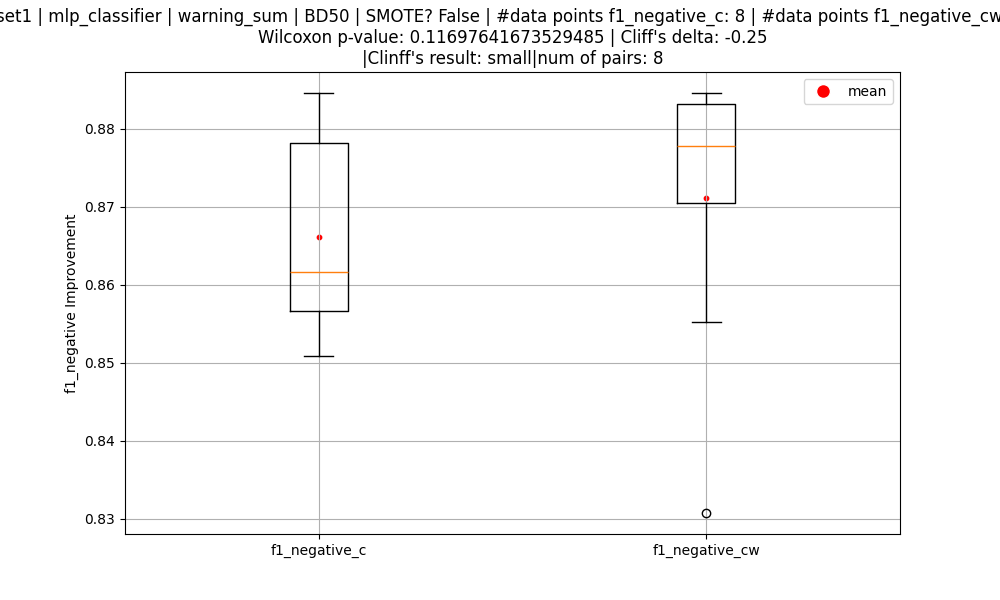 set1 | mlp_classifier | warning_sum | BD50 | SMOTE? False | #data points f1_negative_c: 8 | #data points f1_negative_cw
Wilcoxon p-value: 0.11697641673529485 | Cliff's delta: -0.25
|Clinff's result: small|num of pairs: 8
mean
0.88
0.87
0.86
0.85
0.84
0.83
f1_negative Improvement
f1_negative_c
f1_negative_cw